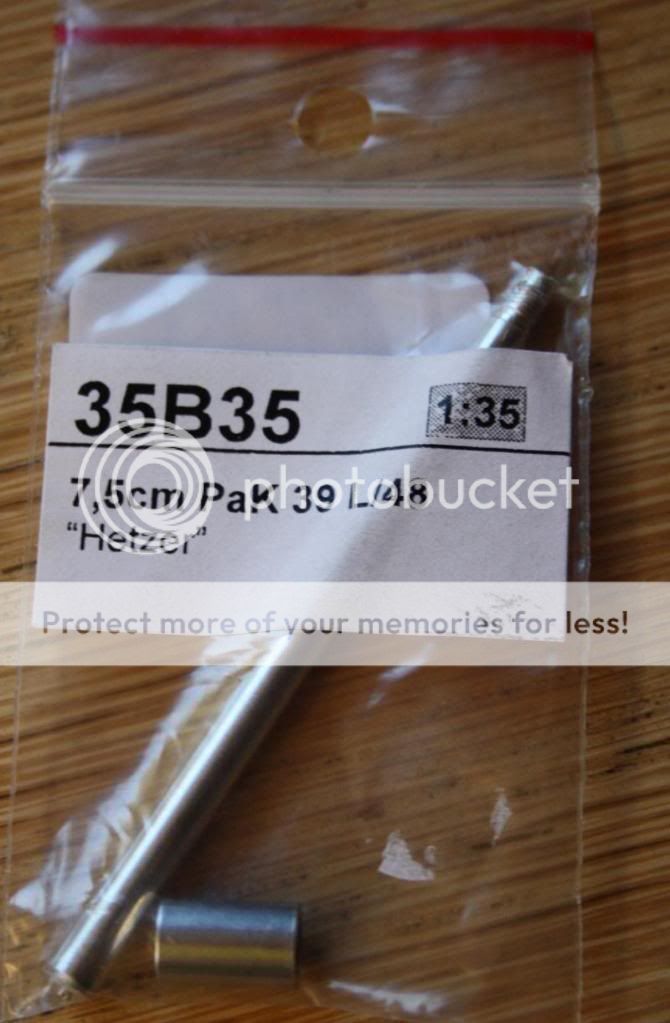 35B35 1:35
7,5cm PaK 39 L/48
“Hetzer”
photobucket
Protect more of your memories for less!